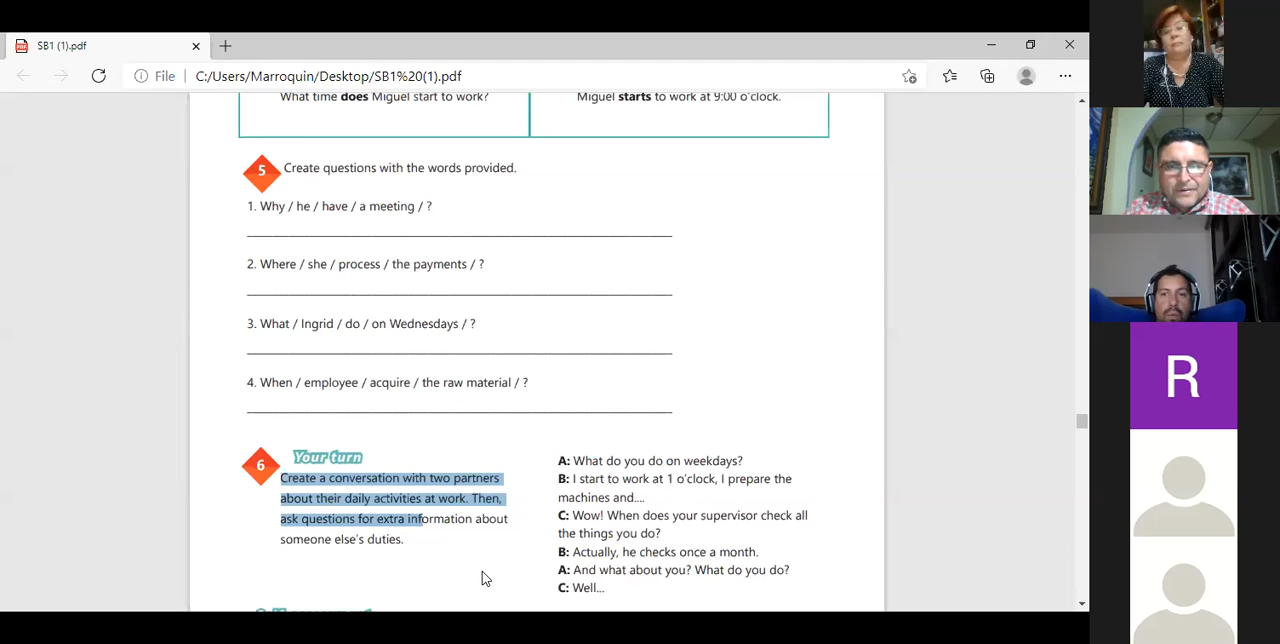 SB1 (1).pdf
File
C:/Users/Marroquin/Desktop/SB1%20(1).pdf
What time does Miguel start to work?
Miguel starts to work at 9:00 o'clock.
5
Create questions with the words provided.
1. Why / he / have / a meeting / ?
2. Where / she / process / the payments / ?
3. What / Ingrid / do / on Wednesdays / ?
4. When / employee / acquire / the raw material / ?
6
Your turn
Create a conversation with two partners
about their daily activities at work. Then,
ask questions for extra information about
someone else's duties.
A: What do you do on weekdays?
B: I start to work at 1 o'clock, I prepare the
machines and....
C: Wow! When does your supervisor check all
the things you do?
B: Actually, he checks once a month.
A: And what about you? What do you do?
C: Well...
R